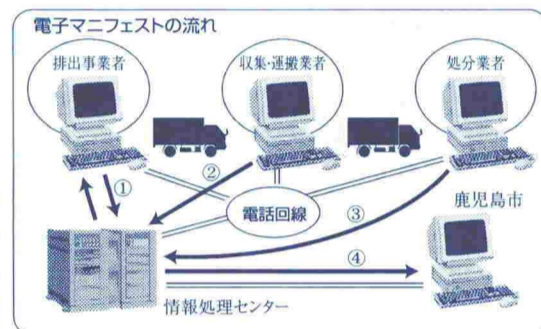 電子マニフェストの流れ
排出事業者
収集・運搬業者
処分業者
①
②
電話回線
③
鹿児島市
④
情報処理センター